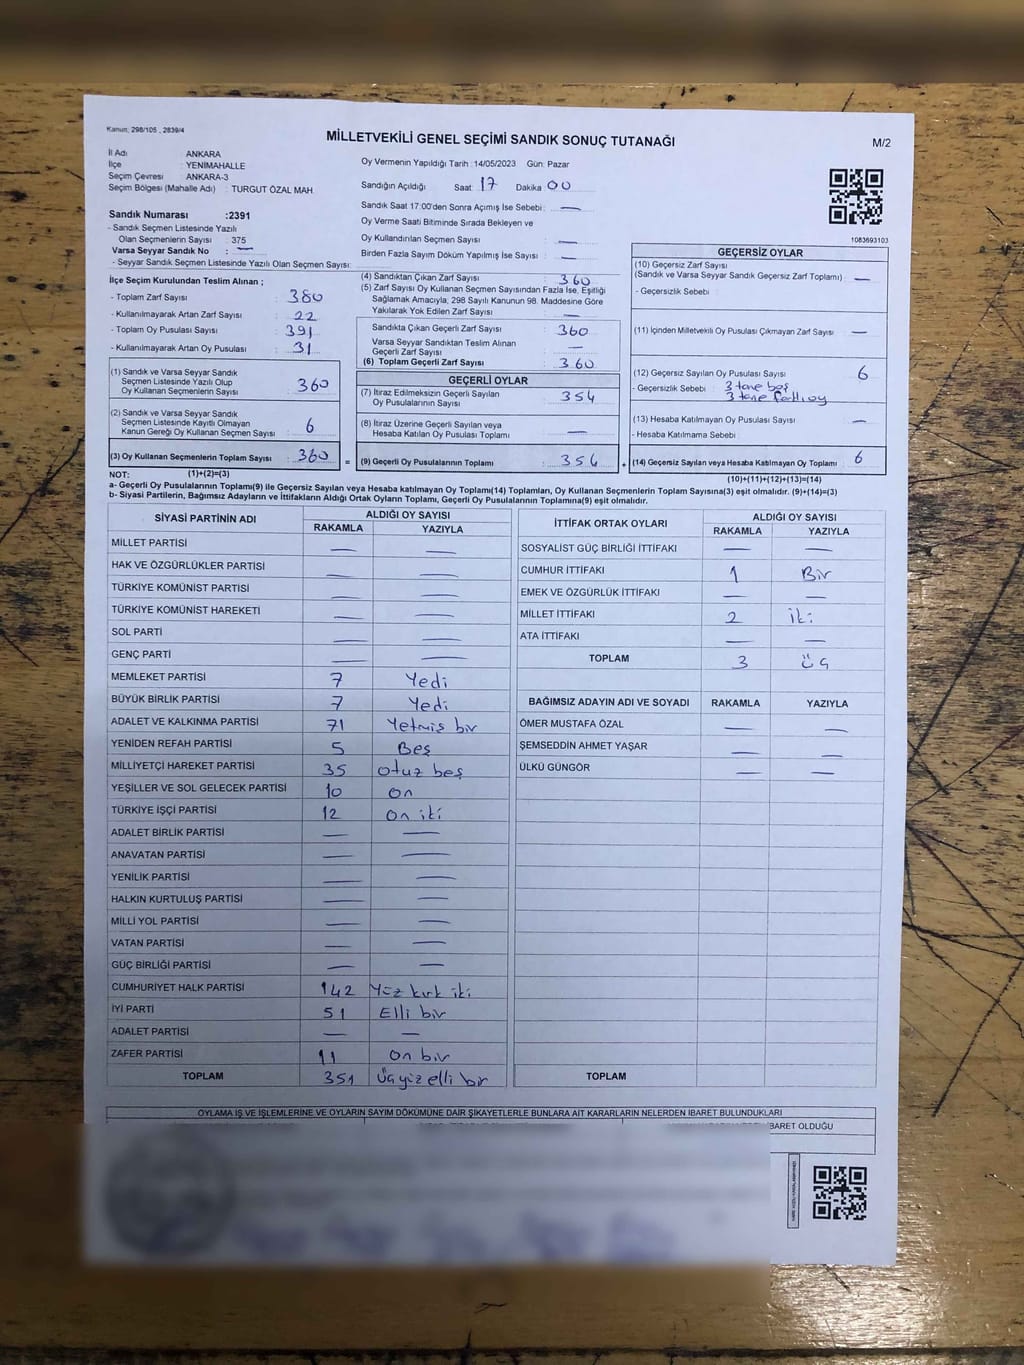 Kanun; 298/105 , 2839/4
MİLLETVEKİLİ GENEL SEÇİMİ SANDIK SONUÇ TUTANAĞI
M/2
İl Adı ANKARA
İlçe : YENİMAHALLE
Seçim Çevresi : ANKARA-3
Seçim Bölgesi (Mahalle Adı) : TURGUT ÖZAL MAH.
Sandık Numarası :2391
- Sandık Seçmen Listesinde Yazılı
Olan Seçmenlerin Sayısı : 375
Varsa Seyyar Sandık No : —
- Seyyar Sandık Seçmen Listesinde Yazılı Olan Seçmen Sayısı:
İlçe Seçim Kurulundan Teslim Alınan ;
- Toplam Zarf Sayısı : 380
- Kullanılmayarak Artan Zarf Sayısı : 22
- Toplam Oy Pusulası Sayısı : 391
- Kullanılmayarak Artan Oy Pusulası : 31
(1) Sandık ve Varsa Seyyar Sandık
Seçmen Listesinde Yazılı Olup
Oy Kullanan Seçmenlerin Sayısı : 360
(2) Sandık ve Varsa Seyyar Sandık
Seçmen Listesinde Kayıtlı Olmayan
Kanun Gereği Oy Kullanan Seçmen Sayısı : 6
(3) Oy Kullanan Seçmenlerin Toplam Sayısı : 360 =
Oy Vermenin Yapıldığı Tarih : 14/05/2023 Gün: Pazar
Sandığın Açıldığı Saat: 17 Dakika : 00
Sandık Saat 17:00'den Sonra Açımış İse Sebebi : —
Oy Verme Saati Bitiminde Sırada Bekleyen ve
Oy Kullandırılan Seçmen Sayısı : —
Birden Fazla Sayım Döküm Yapılmış İse Sayısı : —
(4) Sandıktan Çıkan Zarf Sayısı : 360
(5) Zarf Sayısı Oy Kullanan Seçmen Sayısından Fazla İse, Eşitliği
Sağlamak Amacıyla, 298 Sayılı Kanunun 98. Maddesine Göre
Yakılarak Yok Edilen Zarf Sayısı : —
Sandıkta Çıkan Geçerli Zarf Sayısı : 360
Varsa Seyyar Sandıktan Teslim Alınan
Geçerli Zarf Sayısı : —
(6) Toplam Geçerli Zarf Sayısı : 360
GEÇERLİ OYLAR
(7) İtiraz Edilmeksizin Geçerli Sayılan
Oy Pusulalarının Sayısı : 354
(8) İtiraz Üzerine Geçerli Sayılan veya
Hesaba Katılan Oy Pusulası Toplamı : —
(9) Geçerli Oy Pusulalarının Toplamı : 354 +
1083693103
GEÇERSİZ OYLAR
(10) Geçersiz Zarf Sayısı
(Sandık ve Varsa Seyyar Sandık Geçersiz Zarf Toplamı) : —
- Geçersizlik Sebebi :
(11) İçinden Milletvekili Oy Pusulası Çıkmayan Zarf Sayısı : —
(12) Geçersiz Sayılan Oy Pusulası Sayısı : 6
- Geçersizlik Sebebi : 3 tane boş
3 tane
(13) Hesaba Katılmayan Oy Pusulası Sayısı : —
- Hesaba Katılmama Sebebi :
(14) Geçersiz Sayılan veya Hesaba Katılmayan Oy Toplamı : 6
NOT: (1)+(2)=(3)
(10)+(11)+(12)+(13)=(14)
a- Geçerli Oy Pusulalarının Toplamı(9) ile Geçersiz Sayılan veya Hesaba katılmayan Oy Toplamı(14) Toplamları, Oy Kullanan Seçmenlerin Toplam Sayısına(3) eşit olmalıdır. (9)+(14)=(3)
b- Siyasi Partilerin, Bağımsız Adayların ve İttifakların Aldığı Ortak Oyların Toplamı, Geçerli Oy Pusulalarının Toplamına(9) eşit olmalıdır.
SİYASİ PARTİNİN ADI ALDIĞI OY SAYISI
RAKAMLA YAZIYLA
MİLLET PARTİSİ — —
HAK VE ÖZGÜRLÜKLER PARTİSİ — —
TÜRKİYE KOMÜNİST PARTİSİ — —
TÜRKİYE KOMÜNİST HAREKETİ — —
SOL PARTİ — —
GENÇ PARTİ — —
MEMLEKET PARTİSİ 7 Yedi
BÜYÜK BİRLİK PARTİSİ 7 Yedi
ADALET VE KALKINMA PARTİSİ 71 Yetmiş bir
YENİDEN REFAH PARTİSİ 5 Beş
MİLLİYETÇİ HAREKET PARTİSİ 35 otuz beş
YEŞİLLER VE SOL GELECEK PARTİSİ 10 on
TÜRKİYE İŞÇİ PARTİSİ 12 on iki
ADALET BİRLİK PARTİSİ — —
ANAVATAN PARTİSİ — —
YENİLİK PARTİSİ — —
HALKIN KURTULUŞ PARTİSİ — —
MİLLİ YOL PARTİSİ — —
VATAN PARTİSİ — —
GÜÇ BİRLİĞİ PARTİSİ — —
CUMHURİYET HALK PARTİSİ 142 Yüz kırk iki
İYİ PARTİ 51 Elli bir
ADALET PARTİSİ — —
ZAFER PARTİSİ 11 On bir
TOPLAM 351 Üçyüz elli bir
İTTİFAK ORTAK OYLARI ALDIĞI OY SAYISI
RAKAMLA YAZIYLA
SOSYALİST GÜÇ BİRLİĞİ İTTİFAKI — —
CUMHUR İTTİFAKI 1 Bir
EMEK VE ÖZGÜRLÜK İTTİFAKI — —
MİLLET İTTİFAKI 2 iki
ATA İTTİFAKI — —
TOPLAM 3 üç
BAĞIMSIZ ADAYIN ADI VE SOYADI RAKAMLA YAZIYLA
ÖMER MUSTAFA ÖZAL — —
ŞEMSEDDİN AHMET YAŞAR — —
ÜLKÜ GÜNGÖR — —
TOPLAM
OYLAMA İŞ VE İŞLEMLERİNE VE OYLARIN SAYIM DÖKÜMÜNE DAİR ŞİKAYETLERLE BUNLARA AİT KARARLARIN NELERDEN İBARET BULUNDUKLARI
İBARET OLDUĞU